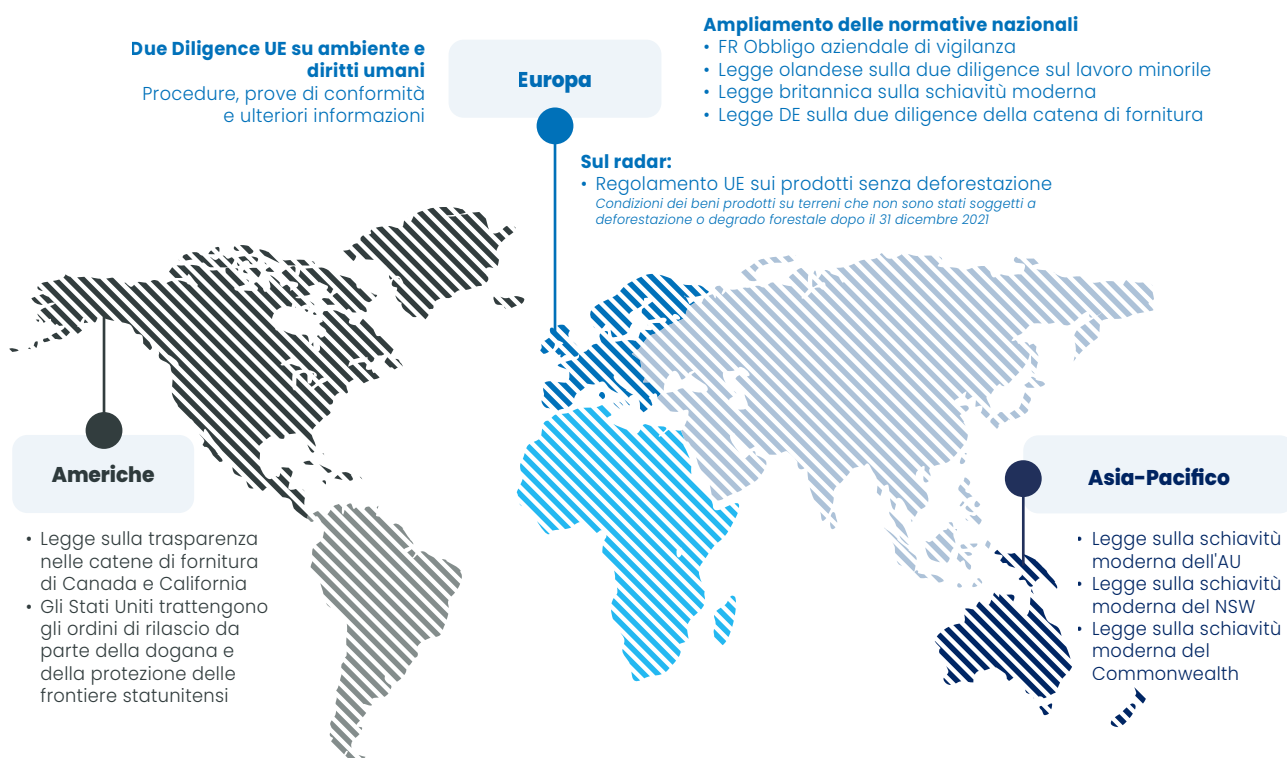 Due Diligence UE su ambiente e
diritti umani
Procedure, prove di conformità
e ulteriori informazioni
Europa
Ampliamento delle normative nazionali
• FR Obbligo aziendale di vigilanza
• Legge olandese sulla due diligence sul lavoro minorile
• Legge britannica sulla schiavitù moderna
• Legge DE sulla due diligence della catena di fornitura
Sul radar:
• Regolamento UE sui prodotti senza deforestazione
Condizioni dei beni prodotti su terreni che non sono stati soggetti a
deforestazione o degrado forestale dopo il 31 dicembre 2021
Americhe
• Legge sulla trasparenza
nelle catene di fornitura
di Canada e California
• Gli Stati Uniti trattengono
gli ordini di rilascio da
parte della dogana e
della protezione delle
frontiere statunitensi
Asia-Pacifico
• Legge sulla schiavitù
moderna dell'AU
• Legge sulla schiavitù
moderna del NSW
• Legge sulla schiavitù
moderna del
Commonwealth